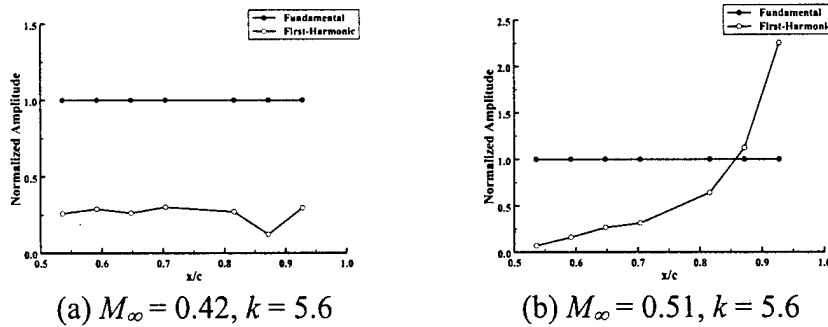 Fundamental
First-Harmonic
Normalized Amplitude
1.5
1.0
0.5
0.0
0.5 0.6 0.7 0.8 0.9 1.0
x/c
(a) M∞ = 0.42, k = 5.6
Fundamental
First-Harmonic
Normalized Amplitude
2.5
2.0
1.5
1.0
0.5
0.0
0.5 0.6 0.7 0.8 0.9 1.0
x/c
(b) M∞ = 0.51, k = 5.6